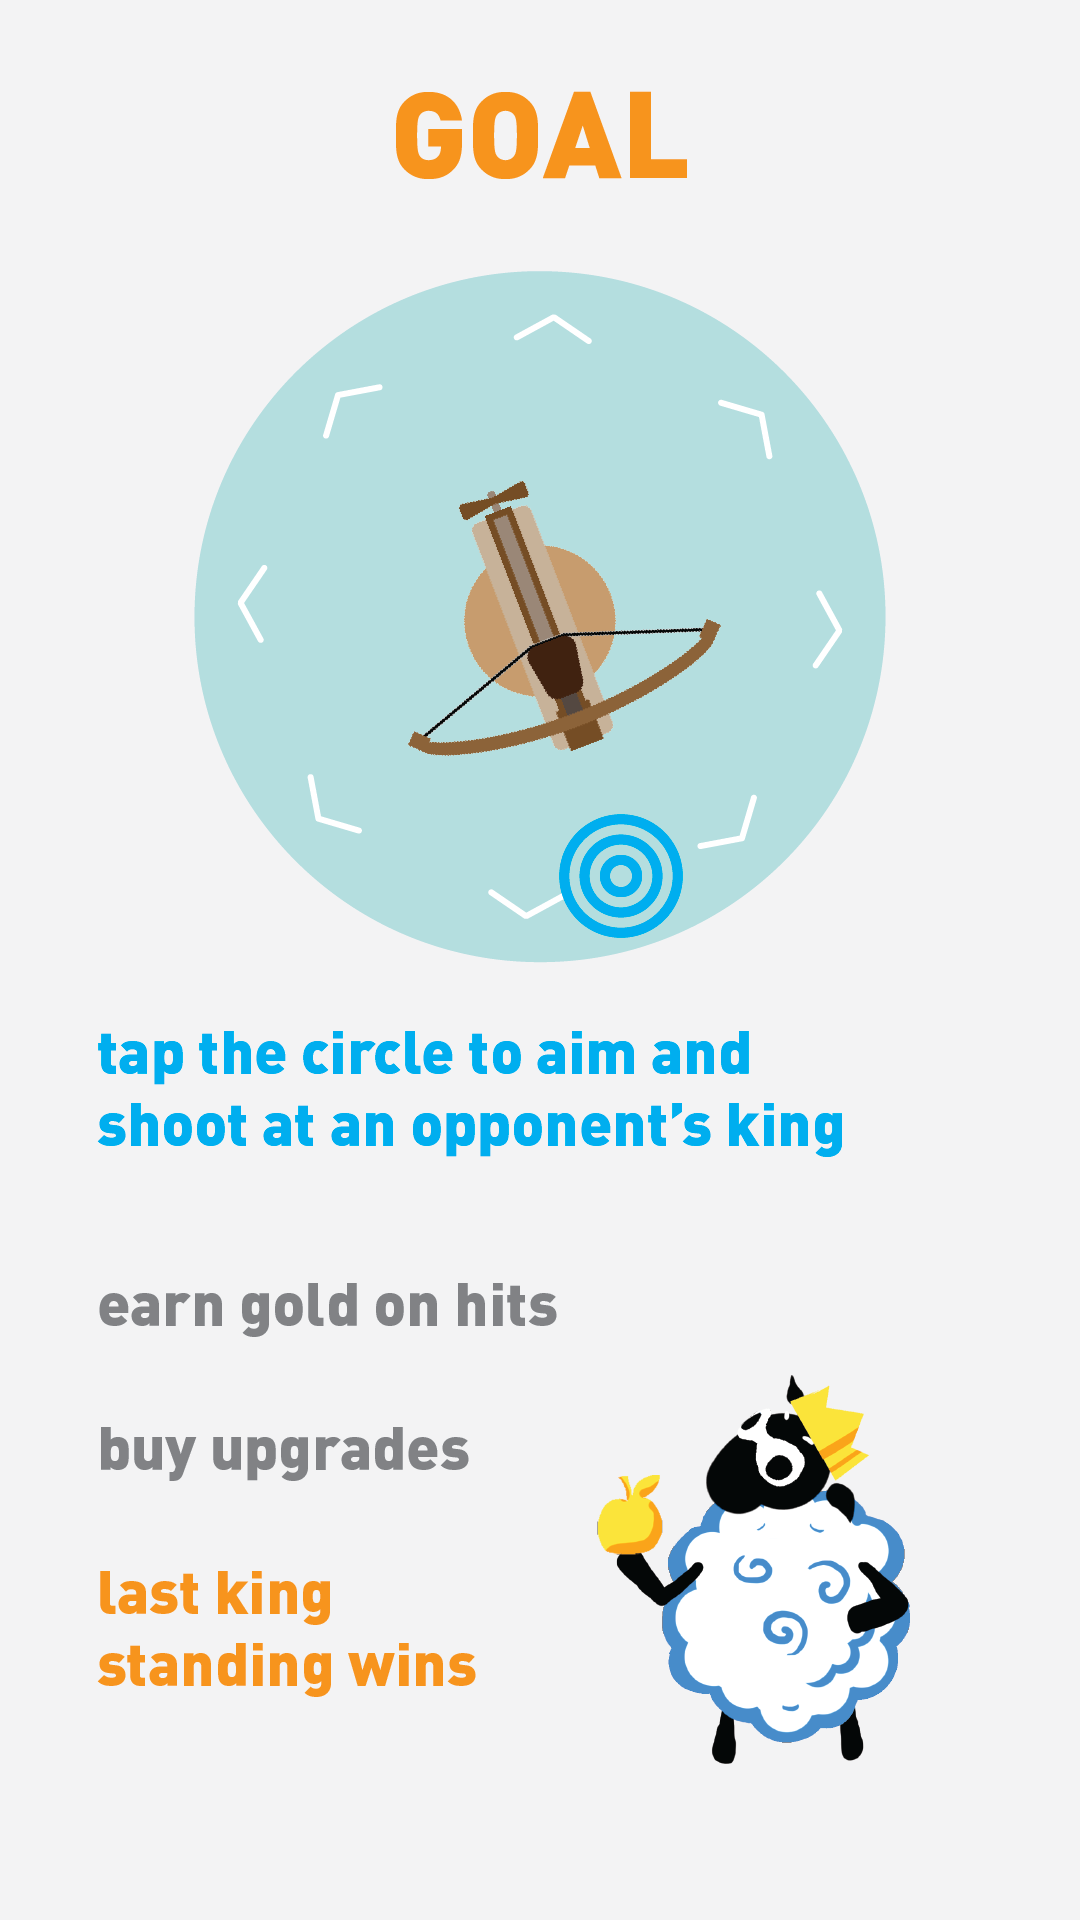 GOAL
tap the circle to aim and
shoot at an opponent’s king
earn gold on hits
buy upgrades
last king
standing wins